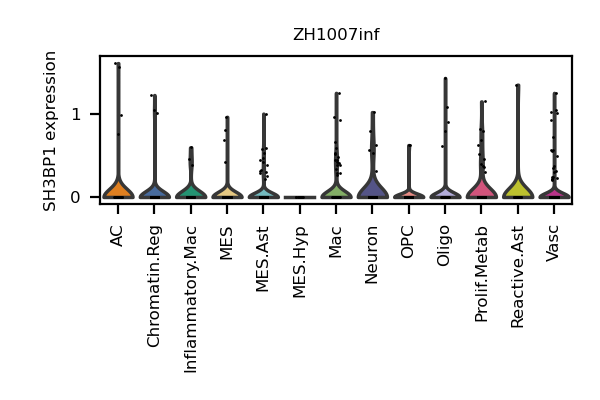 ZH1007inf
SH3BP1 expression
1
0
AC
Chromatin.Reg
Inflammatory.Mac
MES
MES.Ast
MES.Hyp
Mac
Neuron
OPC
Oligo
Prolif.Metab
Reactive.Ast
Vasc